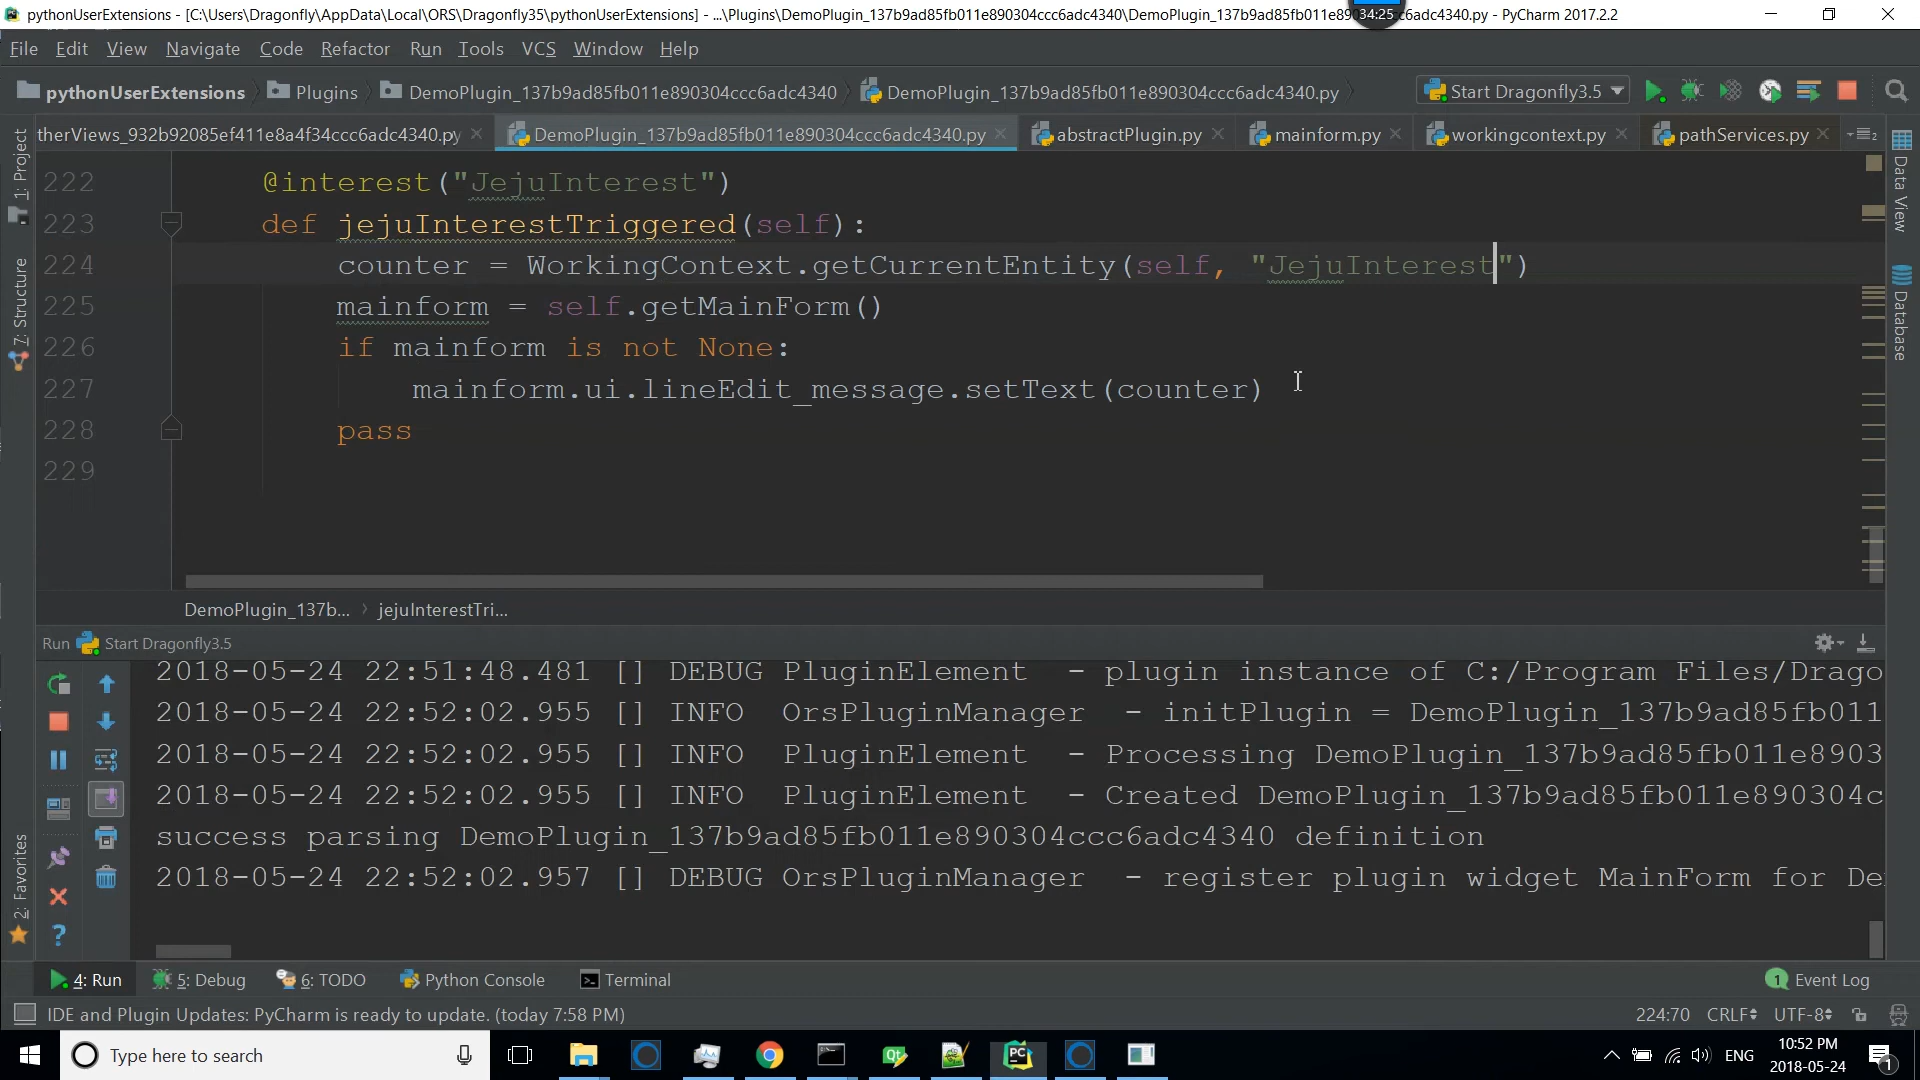 pythonUserExtensions - [C:\Users\Dragonfly\AppData\Local\ORS\Dragonfly35\pythonUserExtensions] - ...\Plugins\DemoPlugin_137b9ad85fb011e890304ccc6adc4340\DemoPlugin_137b9ad85fb011e890304ccc6adc4340.py - PyCharm 2017.2.2
34:25
File Edit View Navigate Code Refactor Run Tools VCS Window Help
pythonUserExtensions Plugins DemoPlugin_137b9ad85fb011e890304ccc6adc4340 DemoPlugin_137b9ad85fb011e890304ccc6adc4340.py Start Dragonfly3.5
therViews_932b92085ef411e8a4f34ccc6adc4340.py DemoPlugin_137b9ad85fb011e890304ccc6adc4340.py abstractPlugin.py mainform.py workingcontext.py pathServices.py
1: Project
7: Structure
2: Favorites
Data View
Database
222 @interest("JejuInterest")
223 def jejuInterestTriggered(self):
224 counter = WorkingContext.getCurrentEntity(self, "JejuInterest")
225 mainform = self.getMainForm()
226 if mainform is not None:
227 mainform.ui.lineEdit_message.setText(counter)
228 pass
229
DemoPlugin_137b... jejuInterestTri...
Run Start Dragonfly3.5
2018-05-24 22:51:48.481 [] DEBUG PluginElement - plugin instance of C:/Program Files/Drago
2018-05-24 22:52:02.955 [] INFO OrsPluginManager - initPlugin = DemoPlugin_137b9ad85fb011
2018-05-24 22:52:02.955 [] INFO PluginElement - Processing DemoPlugin_137b9ad85fb011e8903
2018-05-24 22:52:02.955 [] INFO PluginElement - Created DemoPlugin_137b9ad85fb011e890304c
success parsing DemoPlugin_137b9ad85fb011e890304ccc6adc4340 definition
2018-05-24 22:52:02.957 [] DEBUG OrsPluginManager - register plugin widget MainForm for De
4: Run 5: Debug 6: TODO Python Console Terminal 1 Event Log
IDE and Plugin Updates: PyCharm is ready to update. (today 7:58 PM) 224:70 CRLF UTF-8
Type here to search
ENG
10:52 PM
2018-05-24
1